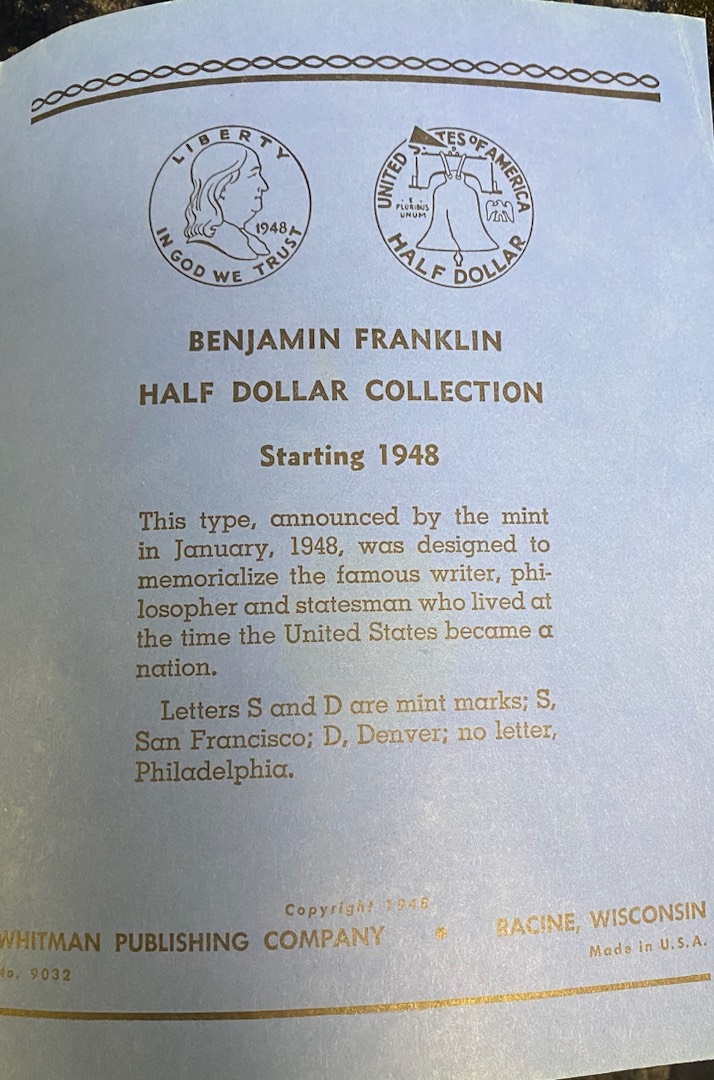 LIBERTY
1948
IN GOD WE TRUST
UNITED S TES OF AMERICA
E
PLURIBUS
UNUM
HALF DOLLAR
BENJAMIN FRANKLIN
HALF DOLLAR COLLECTION
Starting 1948
This type, announced by the mint
in January, 1948, was designed to
memorialize the famous writer, phi-
losopher and statesman who lived at
the time the United States became a
nation.
Letters S and D are mint marks; S,
San Francisco; D, Denver; no letter,
Philadelphia.
Copyright 1948
WHITMAN PUBLISHING COMPANY * RACINE, WISCONSIN
No. 9032
Made in U.S.A.